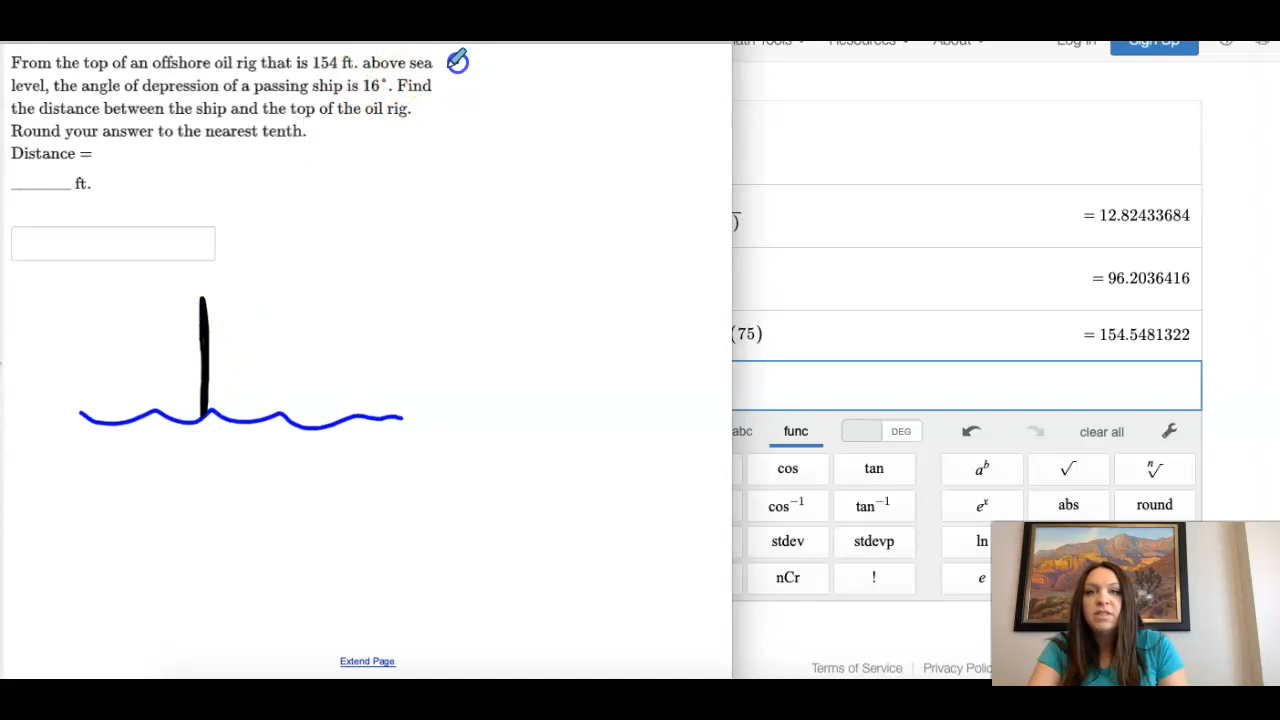 From the top of an offshore oil rig that is 154 ft. above sea
level, the angle of depression of a passing ship is 16°. Find
the distance between the ship and the top of the oil rig.
Round your answer to the nearest tenth.
Distance =
_______ ft.
Extend Page
Resources About Log In Sign Up
)
= 12.82433684
= 96.2036416
(75) = 154.5481322
abc func DEG clear all
cos tan a^b √ ⁿ√
cos⁻¹ tan⁻¹ e^x abs round
stdev stdevp ln
nCr ! e
Terms of Service Privacy